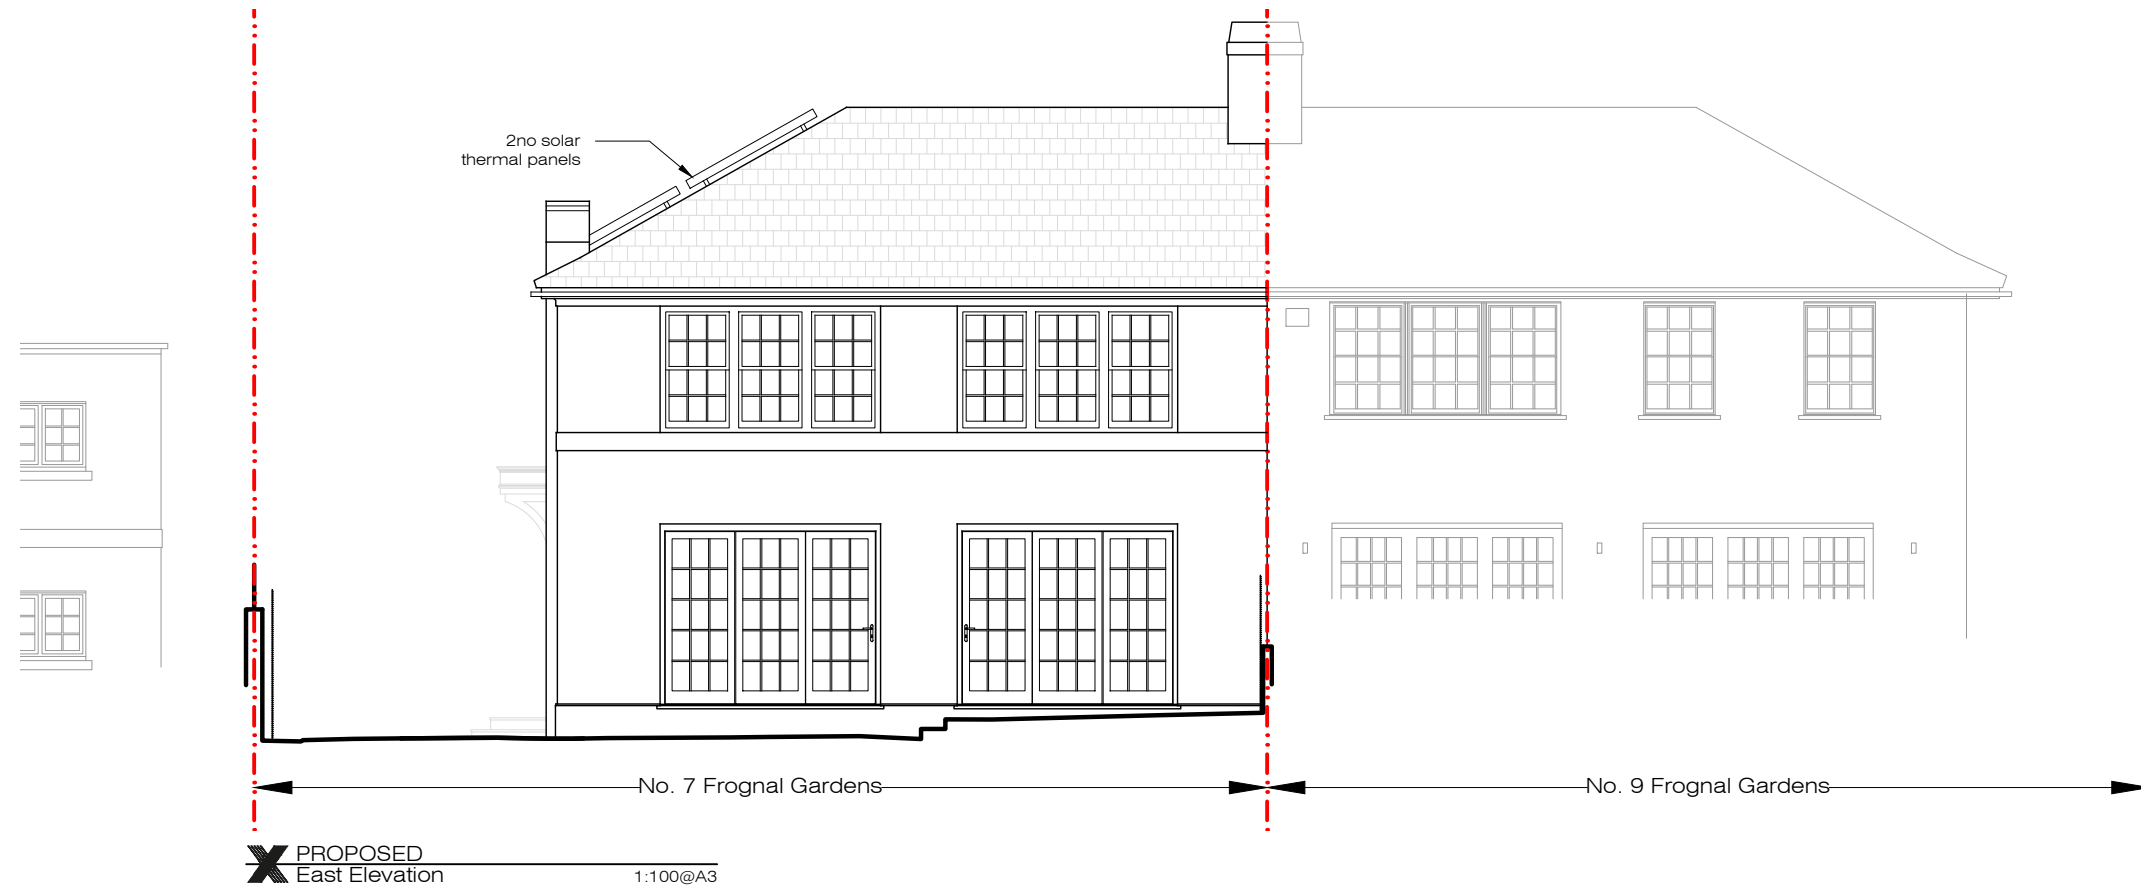 2no solar
thermal panels
No. 7 Frognal Gardens
No. 9 Frognal Gardens
PROPOSED
East Elevation
1:100@A3